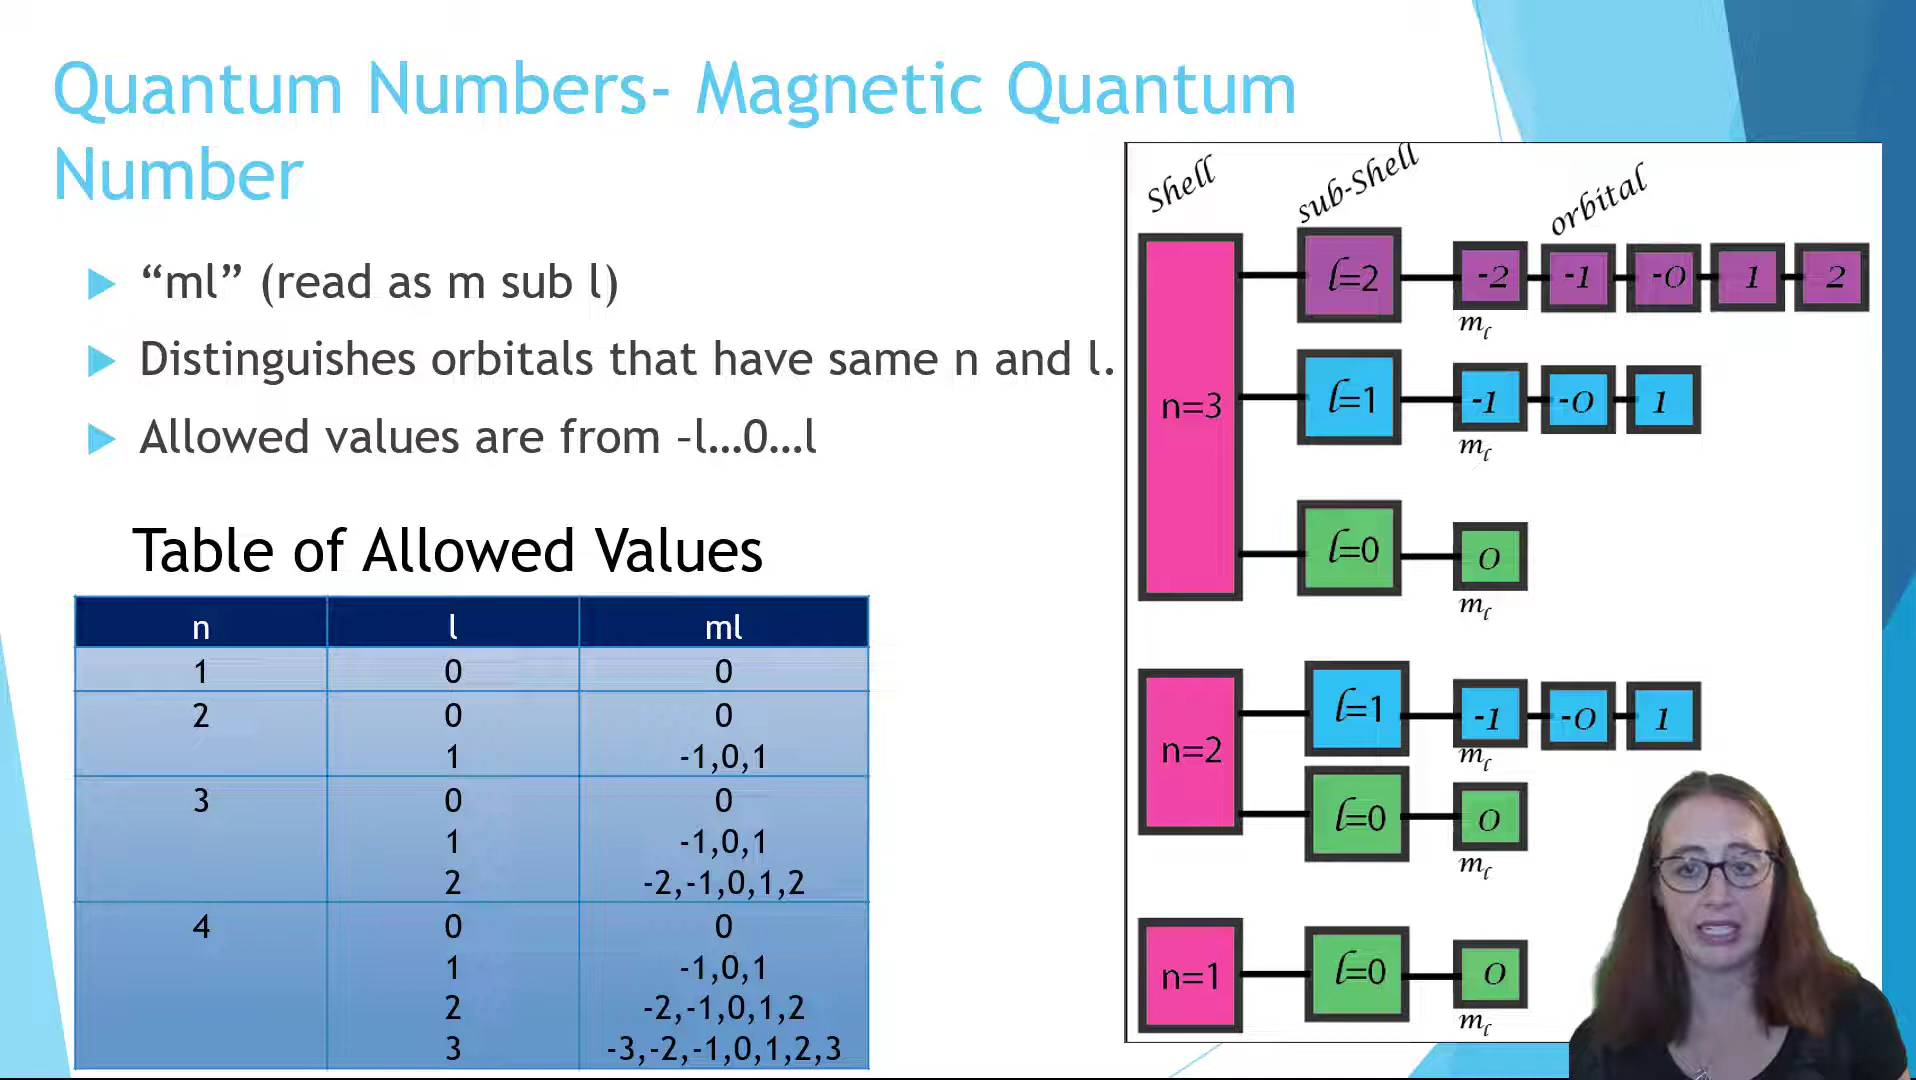 Quantum Numbers- Magnetic Quantum
Number
“ml” (read as m sub l)
Distinguishes orbitals that have same n and l.
Allowed values are from –l…0…l
Table of Allowed Values
n l ml
1 0 0
2 0 0
1 -1,0,1
3 0 0
1 -1,0,1
2 -2,-1,0,1,2
4 0 0
1 -1,0,1
2 -2,-1,0,1,2
3 -3,-2,-1,0,1,2,3
Shell sub-Shell orbital
n=3
l=2 -2 -1 -0 1 2
ml
l=1 -1 -0 1
ml
l=0 0
ml
n=2
l=1 -1 -0 1
ml
l=0 0
ml
n=1 l=0 0
ml